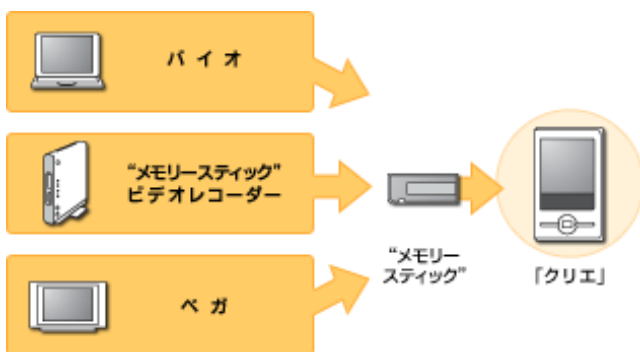 バイオ
“メモリースティック”
ビデオレコーダー
ベガ
“メモリー
スティック”
「クリエ」